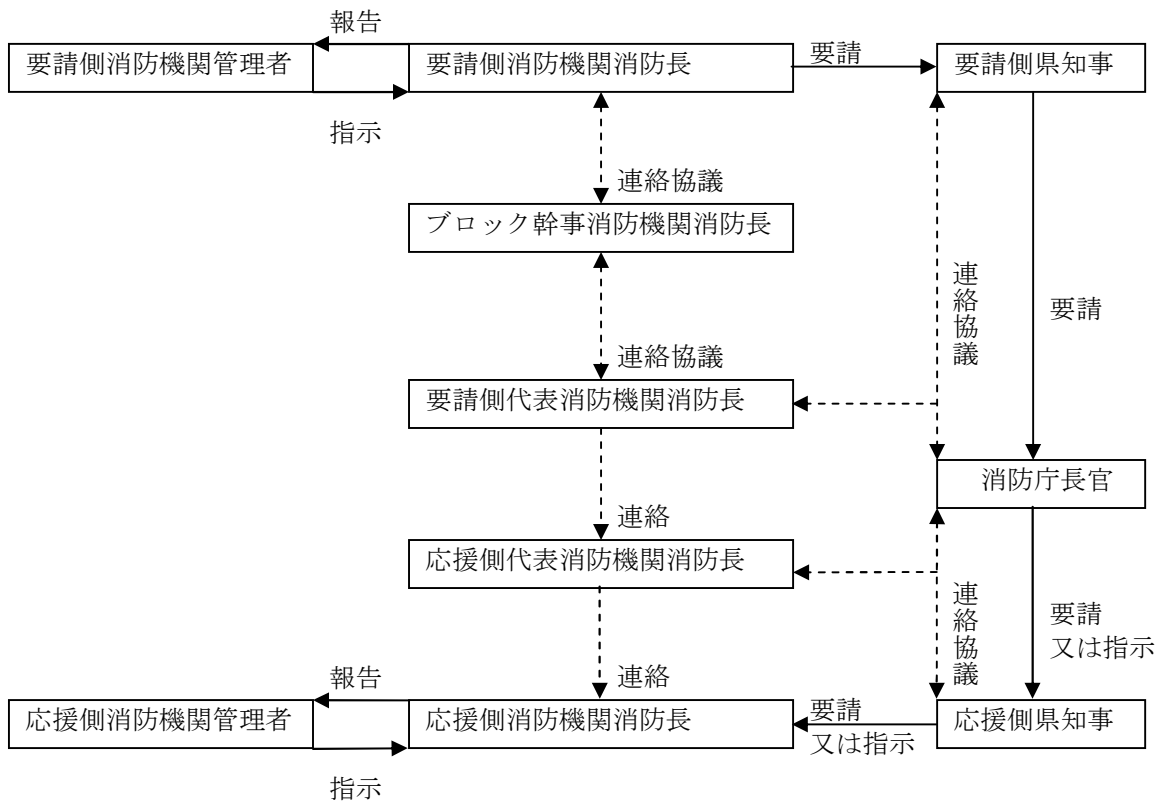 報告
要請側消防機関管理者
要請側消防機関消防長
要請
要請側県知事
指示
連絡協議
ブロック幹事消防機関消防長
連絡協議
要請
連絡協議
要請側代表消防機関消防長
消防庁長官
連絡
応援側代表消防機関消防長
連絡協議
要請
又は指示
報告
連絡
応援側消防機関管理者
応援側消防機関消防長
要請
又は指示
応援側県知事
指示